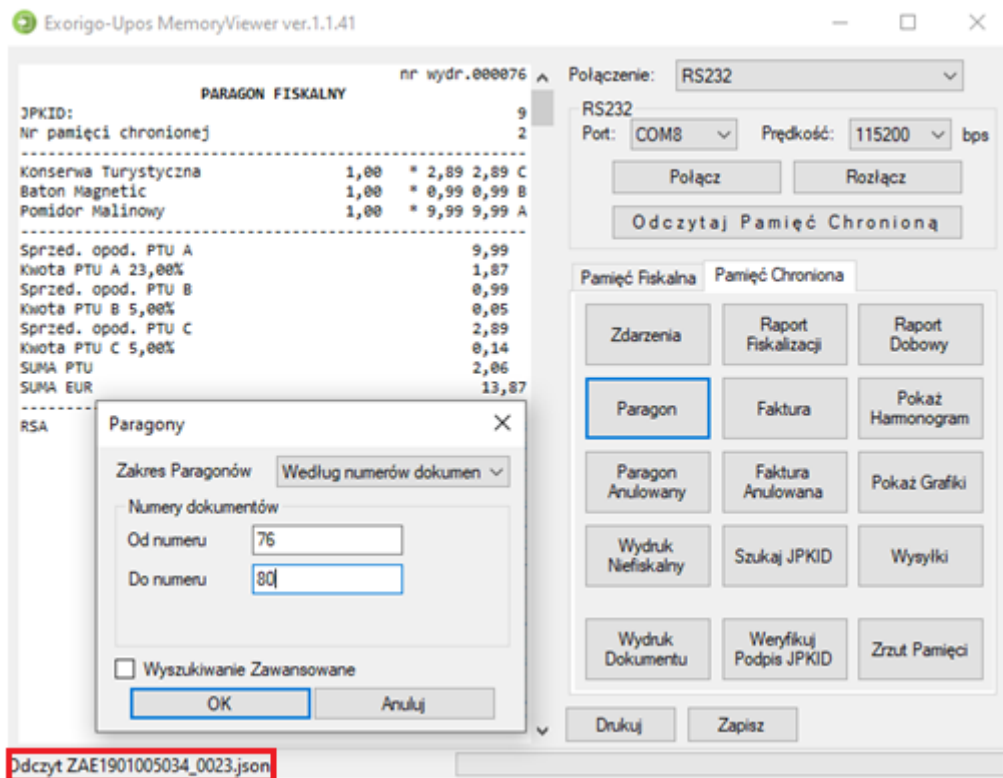 Exorigo-Upos MemoryViewer ver.1.1.41
nr wydr.000076
PARAGON FISKALNY
JPKID: 9
Nr pamięci chronionej 2
Konserwa Turystyczna 1,00 * 2,89 2,89 C
Baton Magnetic 1,00 * 0,99 0,99 B
Pomidor Malinowy 1,00 * 9,99 9,99 A
Sprzed. opod. PTU A 9,99
Kwota PTU A 23,00% 1,87
Sprzed. opod. PTU B 0,99
Kwota PTU B 5,00% 0,05
Sprzed. opod. PTU C 2,89
Kwota PTU C 5,00% 0,14
SUMA PTU 2,06
SUMA EUR 13,87
RSA
Paragony
Zakres Paragonów Według numerów dokumen
Numery dokumentów
Od numeru 76
Do numeru 80
Wyszukiwanie Zawansowane
OK Anuluj
Połączenie: RS232
RS232
Port: COM8 Prędkość: 115200 bps
Połącz Rozłącz
Odczytaj Pamięć Chronioną
Pamięć Fiskalna Pamięć Chroniona
Zdarzenia Raport Fiskalizacji Raport Dobowy
Paragon Faktura Pokaż Harmonogram
Paragon Anulowany Faktura Anulowana Pokaż Grafiki
Wydruk Niefiskalny Szukaj JPKID Wysyłki
Wydruk Dokumentu Weryfikuj Podpis JPKID Zrzut Pamięci
Drukuj Zapisz
Odczyt ZAE1901005034_0023.json